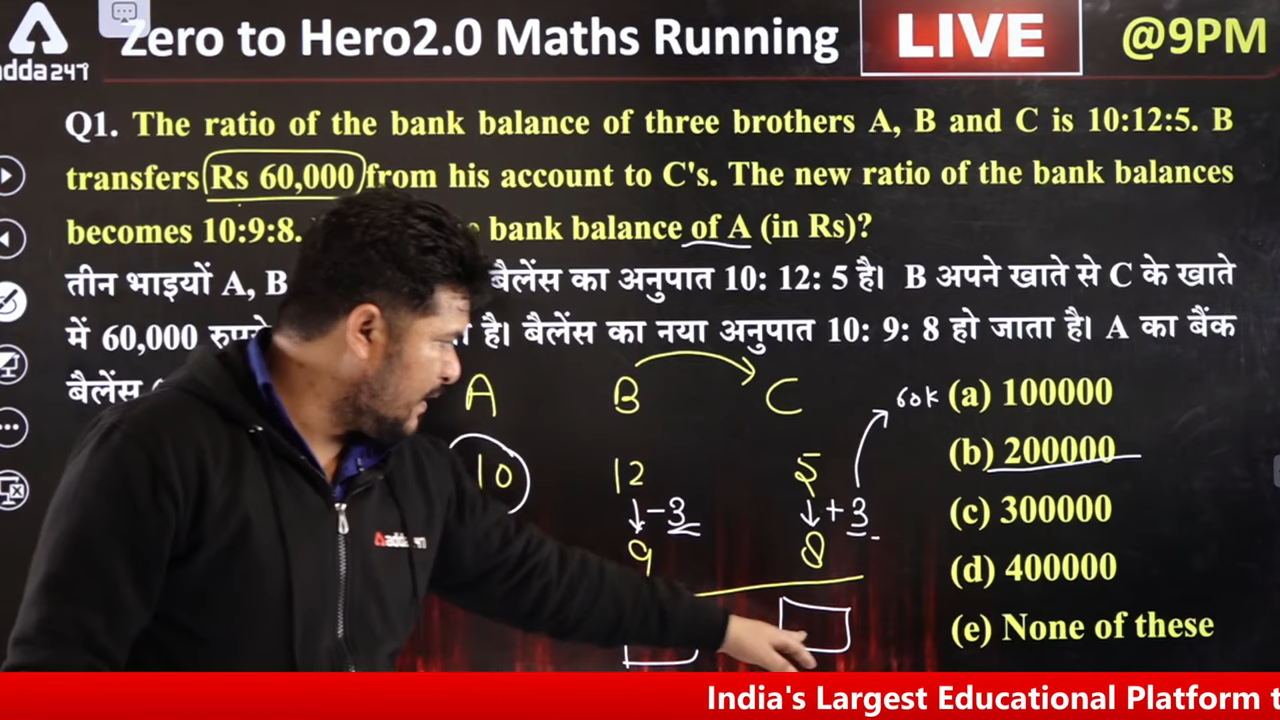 Zero to Hero2.0 Maths Running LIVE @9PM
adda247
Q1. The ratio of the bank balance of three brothers A, B and C is 10:12:5. B
transfers Rs 60,000 from his account to C's. The new ratio of the bank balances
becomes 10:9:8. bank balance of A (in Rs)?
तीन भाइयों A, B बैलेंस का अनुपात 10: 12: 5 है। B अपने खाते से C के खाते
में 60,000 है। बैलेंस का नया अनुपात 10: 9: 8 हो जाता है। A का बैंक
बैलेंस
A B C
10 12 5
-3 +3
9 8
60k
(a) 100000
(b) 200000
(c) 300000
(d) 400000
(e) None of these
India's Largest Educational Platform